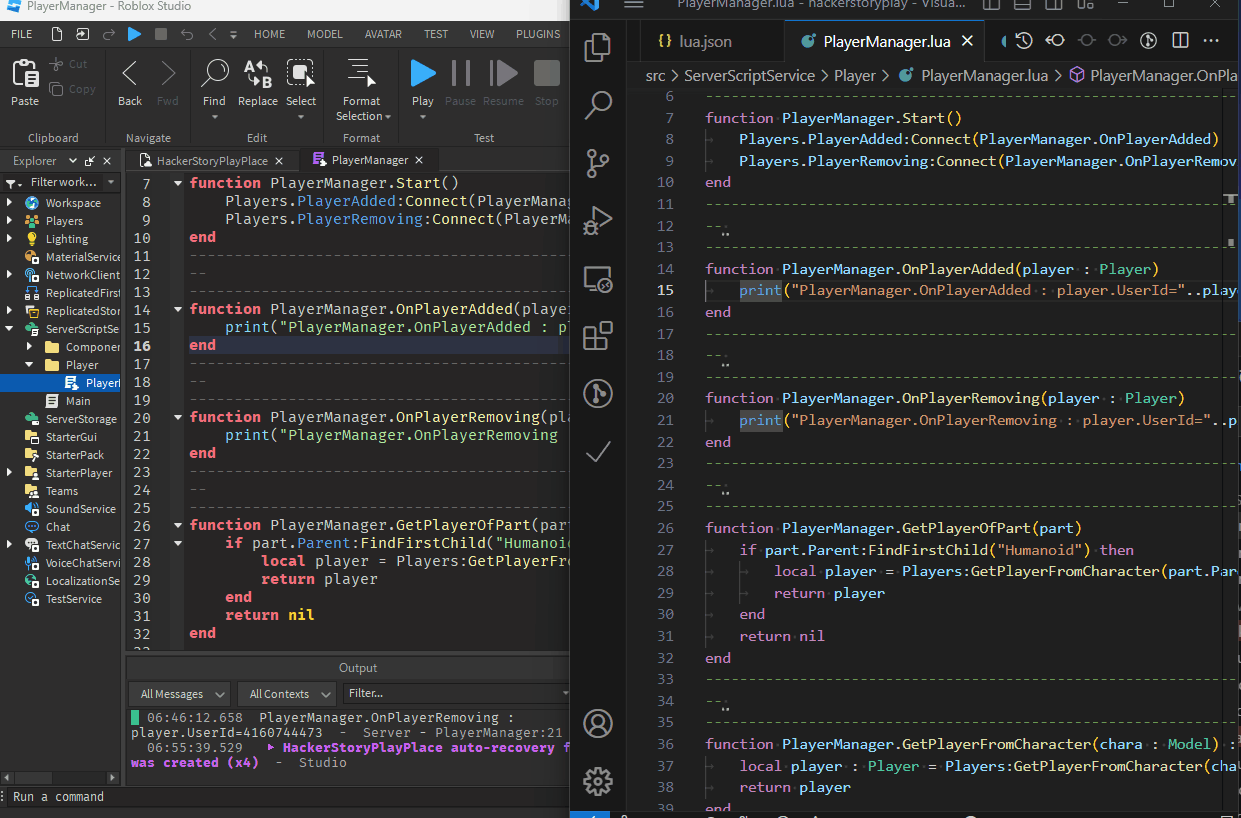 PlayerManager - Roblox Studio
FILE HOME MODEL AVATAR TEST VIEW PLUGINS
Paste Cut Copy
Clipboard
Back Fwd
Navigate
Find Replace Select
Edit
Format Selection
Format
Play Pause Resume Stop
Test
Explorer
Filter work...
Workspace
Players
Lighting
MaterialService
NetworkClient
ReplicatedFirst
ReplicatedStor
ServerScriptSe
Componen
Player
Player
Main
ServerStorage
StarterGui
StarterPack
StarterPlayer
Teams
SoundService
Chat
TextChatServic
VoiceChatServi
LocalizationSe
TestService
HackerStoryPlayPlace PlayerManager
7 function PlayerManager.Start()
8 Players.PlayerAdded:Connect(PlayerManag
9 Players.PlayerRemoving:Connect(PlayerMa
10 end
11 --------------------------------------------
12 --
13 --------------------------------------------
14 function PlayerManager.OnPlayerAdded(player
15 print("PlayerManager.OnPlayerAdded : pl
16 end
17 --------------------------------------------
18 --
19 --------------------------------------------
20 function PlayerManager.OnPlayerRemoving(pla
21 print("PlayerManager.OnPlayerRemoving
22 end
23 --------------------------------------------
24 --
25 --------------------------------------------
26 function PlayerManager.GetPlayerOfPart(part
27 if part.Parent:FindFirstChild("Humanoid
28 local player = Players:GetPlayerFro
29 return player
30 end
31 return nil
32 end
Output
All Messages All Contexts Filter...
06:46:12.658 PlayerManager.OnPlayerRemoving :
player.UserId=4160744473 - Server - PlayerManager:21
06:55:39.529 HackerStoryPlayPlace auto-recovery f
was created (x4) - Studio
Run a command
PlayerManager.lua - hackerstoryplay - Visua...
lua.json PlayerManager.lua
src > ServerScriptService > Player > PlayerManager.lua > PlayerManager.OnPla
6 --------------------------------------------
7 function PlayerManager.Start()
8 Players.PlayerAdded:Connect(PlayerManager.OnPlayerAdded)
9 Players.PlayerRemoving:Connect(PlayerManager.OnPlayerRemov
10 end
11 --------------------------------------------
12 --
13 --------------------------------------------
14 function PlayerManager.OnPlayerAdded(player : Player)
15 print("PlayerManager.OnPlayerAdded : player.UserId="..playe
16 end
17 --------------------------------------------
18 --
19 --------------------------------------------
20 function PlayerManager.OnPlayerRemoving(player : Player)
21 print("PlayerManager.OnPlayerRemoving : player.UserId="..p
22 end
23 --------------------------------------------
24 --
25 --------------------------------------------
26 function PlayerManager.GetPlayerOfPart(part)
27 if part.Parent:FindFirstChild("Humanoid") then
28 local player = Players:GetPlayerFromCharacter(part.Par
29 return player
30 end
31 return nil
32 end
33 --------------------------------------------
34 --
35 --------------------------------------------
36 function PlayerManager.GetPlayerFromCharacter(chara : Model) :
37 local player : Player = Players:GetPlayerFromCharacter(cha
38 return player
39 end